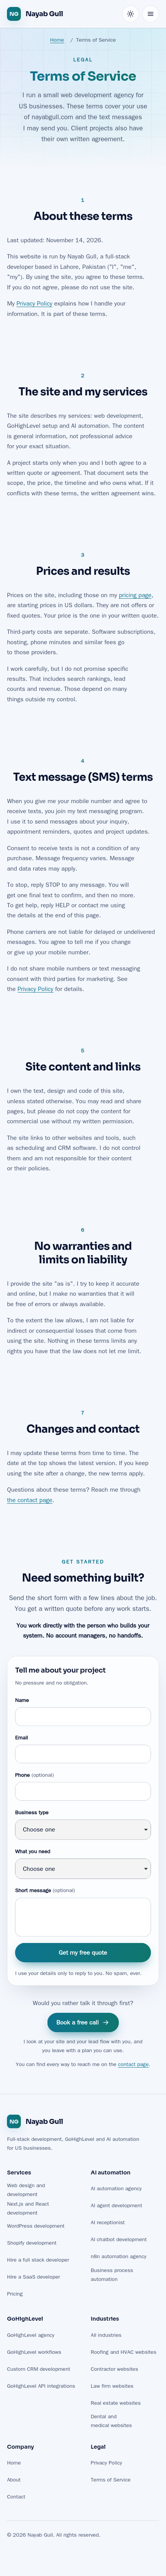 NG Nayab Gull
Home / Terms of Service
LEGAL
Terms of Service
I run a small web development agency for
US businesses. These terms cover your use
of nayabgull.com and the text messages
I may send you. Client projects also have
their own written agreement.
1
About these terms
Last updated: November 14, 2026.
This website is run by Nayab Gull, a full-stack
developer based in Lahore, Pakistan ("I", "me",
"my"). By using the site, you agree to these terms.
If you do not agree, please do not use the site.
My Privacy Policy explains how I handle your
information. It is part of these terms.
2
The site and my services
The site describes my services: web development,
GoHighLevel setup and AI automation. The content
is general information, not professional advice
for your exact situation.
A project starts only when you and I both agree to a
written quote or agreement. That document sets the
scope, the price, the timeline and who owns what. If it
conflicts with these terms, the written agreement wins.
3
Prices and results
Prices on the site, including those on my pricing page,
are starting prices in US dollars. They are not offers or
fixed quotes. Your price is the one in your written quote.
Third-party costs are separate. Software subscriptions,
hosting, phone minutes and similar fees go
to those providers.
I work carefully, but I do not promise specific
results. That includes search rankings, lead
counts and revenue. Those depend on many
things outside my control.
4
Text message (SMS) terms
When you give me your mobile number and agree to
receive texts, you join my text messaging program.
I use it to send messages about your inquiry,
appointment reminders, quotes and project updates.
Consent to receive texts is not a condition of any
purchase. Message frequency varies. Message
and data rates may apply.
To stop, reply STOP to any message. You will
get one final text to confirm, and then no more.
To get help, reply HELP or contact me using
the details at the end of this page.
Phone carriers are not liable for delayed or undelivered
messages. You agree to tell me if you change
or give up your mobile number.
I do not share mobile numbers or text messaging
consent with third parties for marketing. See
the Privacy Policy for details.
5
Site content and links
I own the text, design and code of this site,
unless stated otherwise. You may read and share
pages, but please do not copy the content for
commercial use without my written permission.
The site links to other websites and tools, such
as scheduling and CRM software. I do not control
them and am not responsible for their content
or their policies.
6
No warranties and
limits on liability
I provide the site "as is". I try to keep it accurate
and online, but I make no warranties that it will
be free of errors or always available.
To the extent the law allows, I am not liable for
indirect or consequential losses that come from
using the site. Nothing in these terms limits any
rights you have that the law does not let me limit.
7
Changes and contact
I may update these terms from time to time. The
date at the top shows the latest version. If you keep
using the site after a change, the new terms apply.
Questions about these terms? Reach me through
the contact page.
GET STARTED
Need something built?
Send the short form with a few lines about the job.
You get a written quote before any work starts.
You work directly with the person who builds your
system. No account managers, no handoffs.
Tell me about your project
No pressure and no obligation.
Name
Email
Phone (optional)
Business type
Choose one
What you need
Choose one
Short message (optional)
Get my free quote
I use your details only to reply to you. No spam, ever.
Would you rather talk it through first?
Book a free call →
I look at your site and your lead flow with you, and
you leave with a plan you can use.
You can find every way to reach me on the contact page.
NG Nayab Gull
Full-stack development, GoHighLevel and AI automation
for US businesses.
Services
Web design and
development
Next.js and React
development
WordPress development
Shopify development
Hire a full stack developer
Hire a SaaS developer
Pricing
AI automation
AI automation agency
AI agent development
AI receptionist
AI chatbot development
n8n automation agency
Business process
automation
GoHighLevel
GoHighLevel agency
GoHighLevel workflows
Custom CRM development
GoHighLevel API integrations
Industries
All industries
Roofing and HVAC websites
Contractor websites
Law firm websites
Real estate websites
Dental and
medical websites
Company
Home
About
Contact
Legal
Privacy Policy
Terms of Service
© 2026 Nayab Gull. All rights reserved.